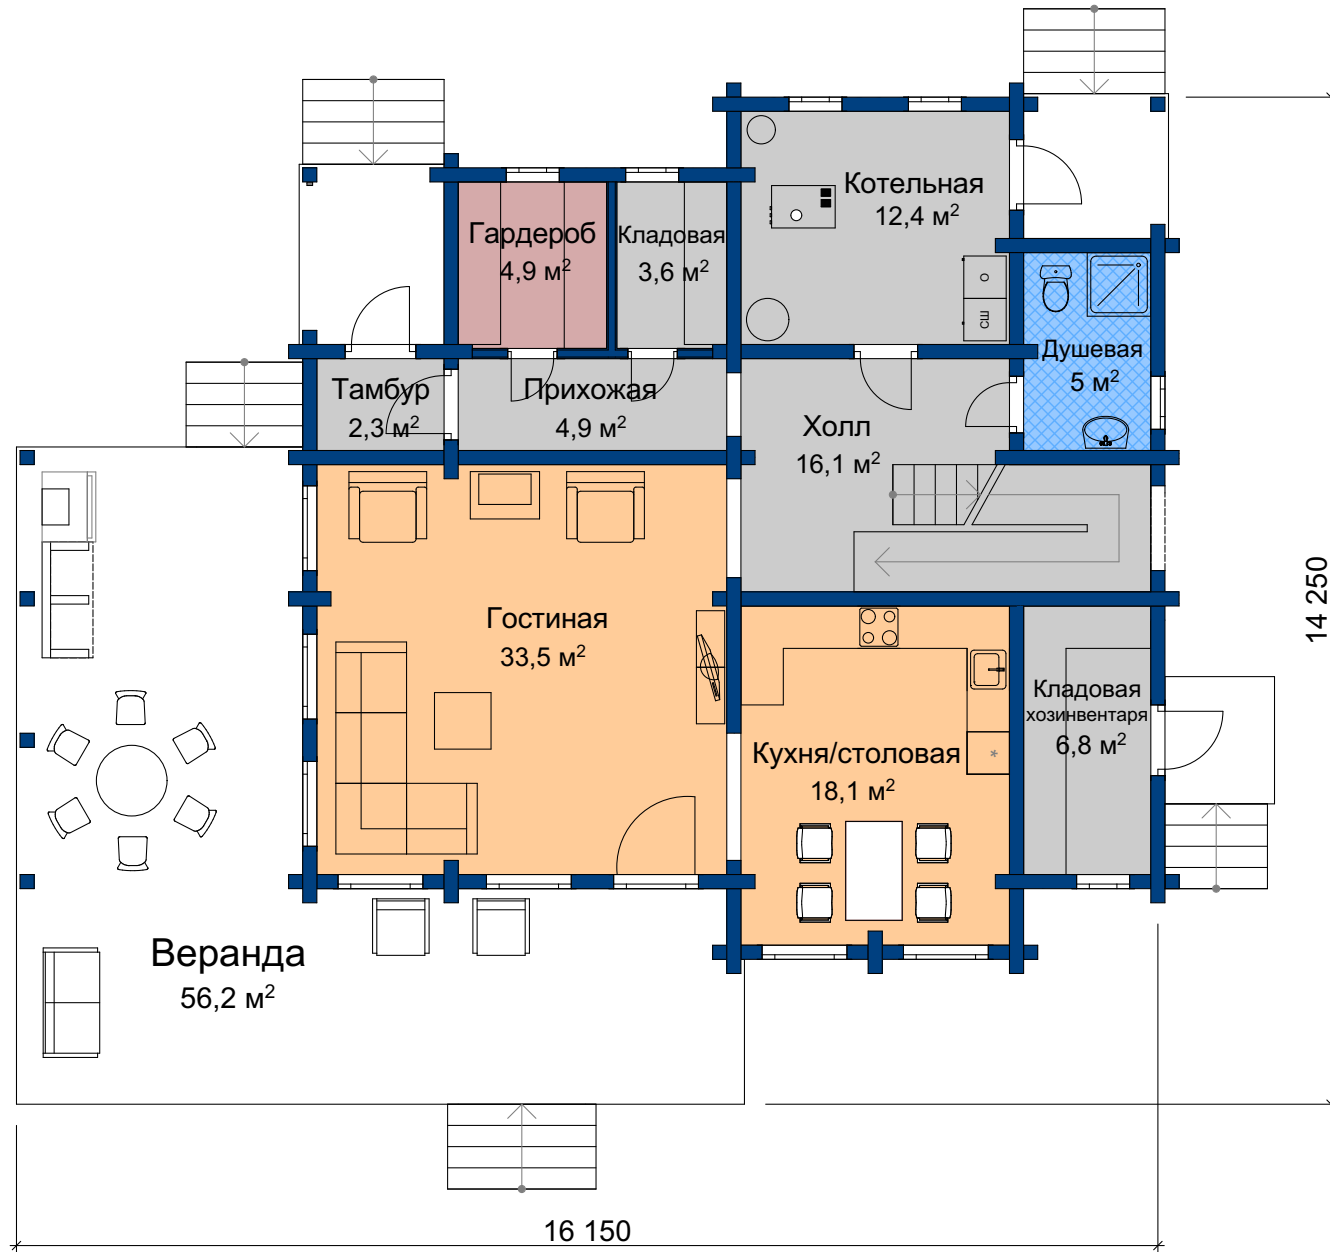 Котельная
12,4 м²
Гардероб
4,9 м²
Кладовая
3,6 м²
О
СШ
Душевая
5 м²
Тамбур
2,3 м²
Прихожая
4,9 м²
Холл
16,1 м²
Гостиная
33,5 м²
14 250
Кладовая
хозинвентаря
6,8 м²
Кухня/столовая
18,1 м²
*
Веранда
56,2 м²
16 150